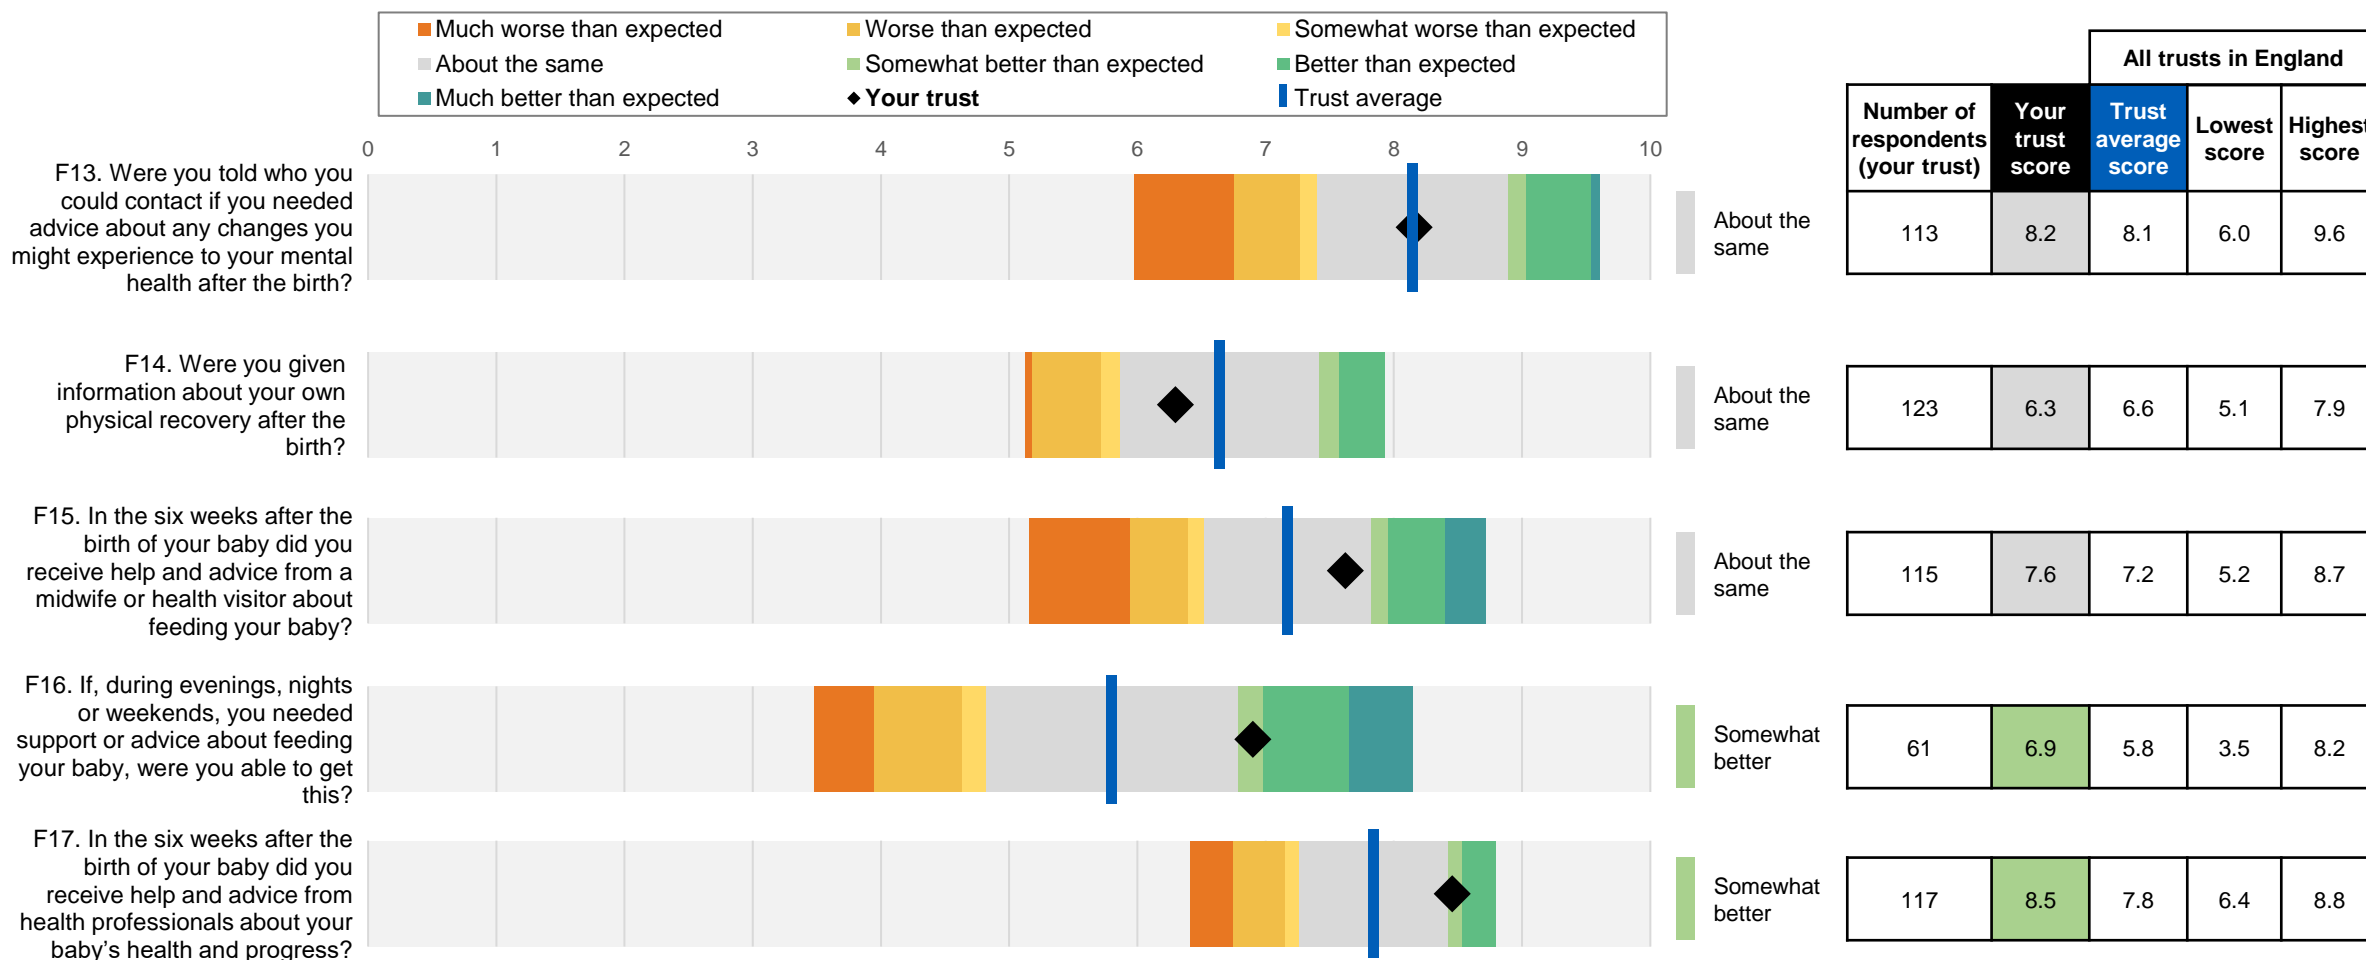 Much worse than expected
Worse than expected
Somewhat worse than expected
About the same
Somewhat better than expected
Better than expected
Much better than expected
Your trust
Trust average
All trusts in England
Number of
respondents
(your trust)
Your
trust
score
Trust
average
score
Lowest
score
Highest
score
0 1 2 3 4 5 6 7 8 9 10
F13. Were you told who you
could contact if you needed
advice about any changes you
might experience to your mental
health after the birth?
About the
same
113 8.2 8.1 6.0 9.6
F14. Were you given
information about your own
physical recovery after the
birth?
About the
same
123 6.3 6.6 5.1 7.9
F15. In the six weeks after the
birth of your baby did you
receive help and advice from a
midwife or health visitor about
feeding your baby?
About the
same
115 7.6 7.2 5.2 8.7
F16. If, during evenings, nights
or weekends, you needed
support or advice about feeding
your baby, were you able to get
this?
Somewhat
better
61 6.9 5.8 3.5 8.2
F17. In the six weeks after the
birth of your baby did you
receive help and advice from
health professionals about your
baby's health and progress?
Somewhat
better
117 8.5 7.8 6.4 8.8